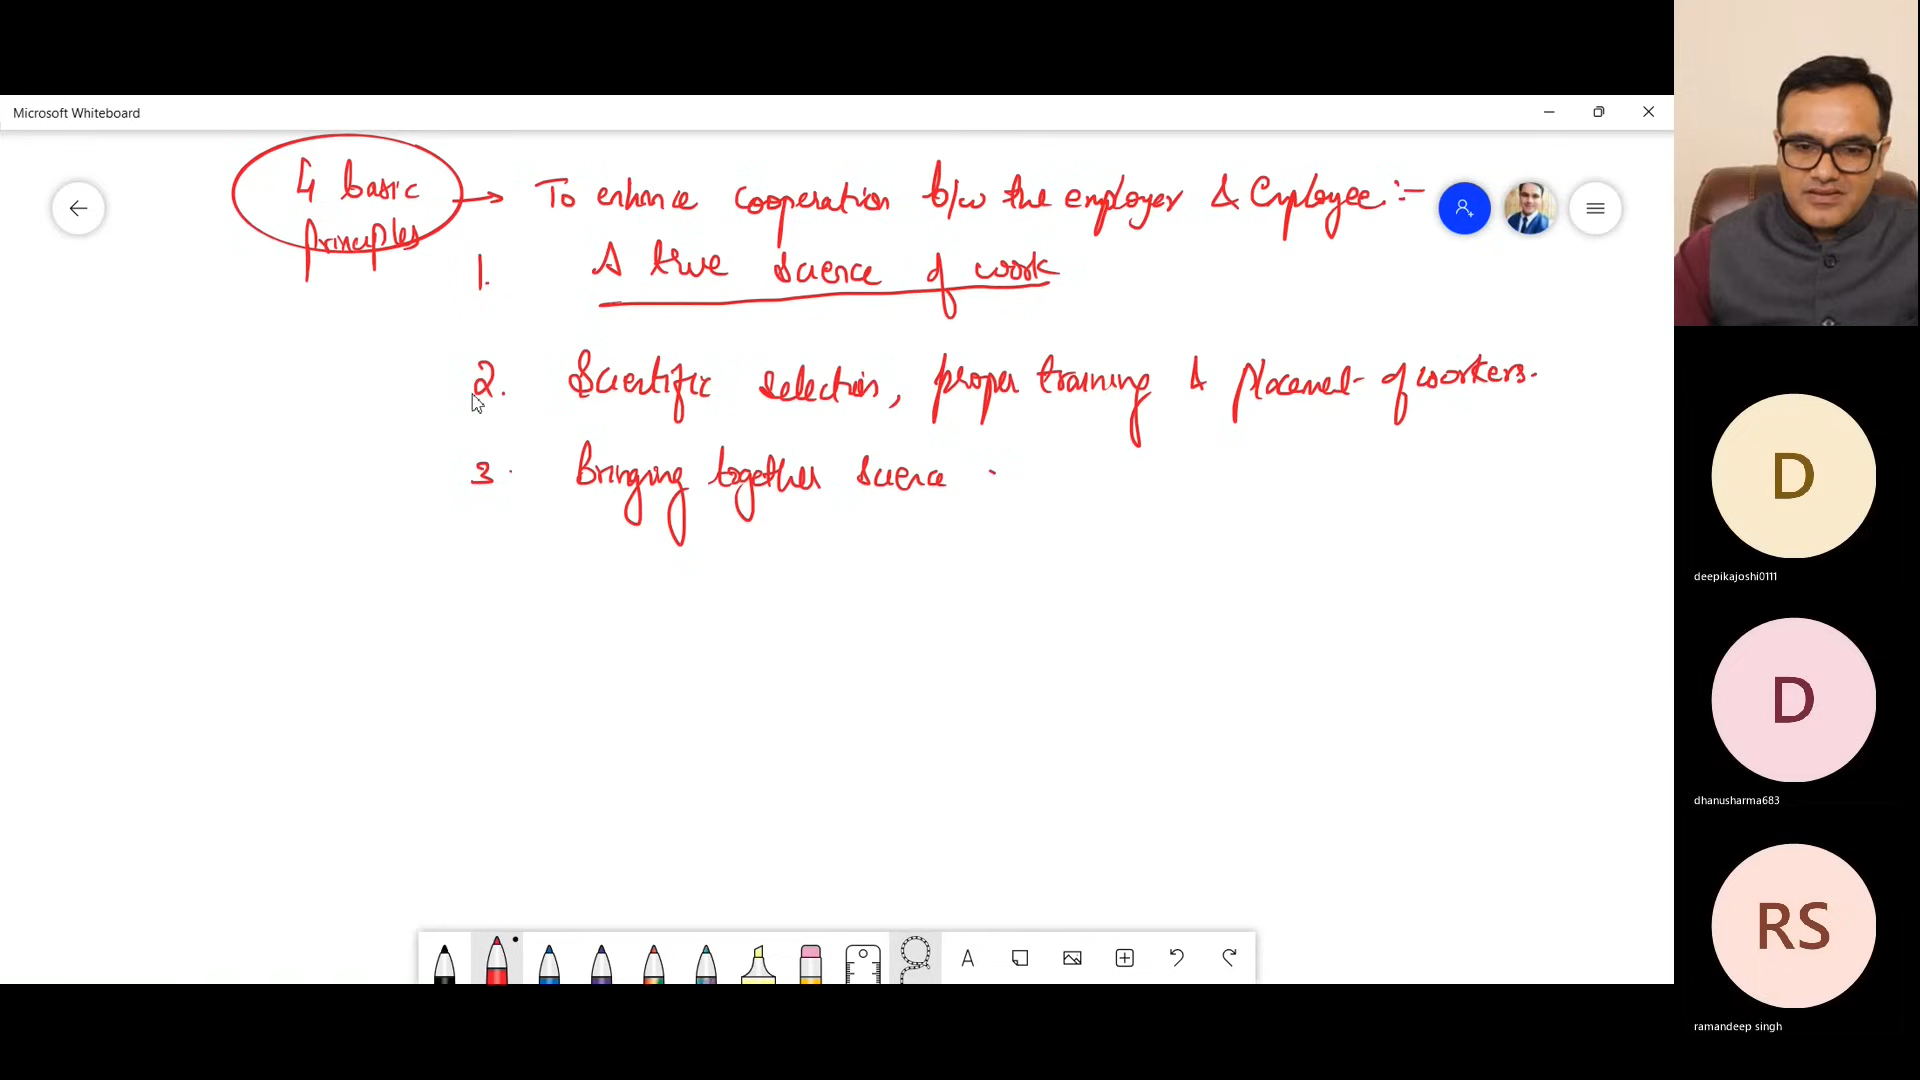 Microsoft Whiteboard
4 basic principles → To enhance cooperation b/w the employer & Employee :-
1. A true science of work
2. Scientific selection, proper training & placement of workers.
3. Bringing together science
A
D
deepikajoshi0111
D
dhanusharma683
RS
ramandeep singh